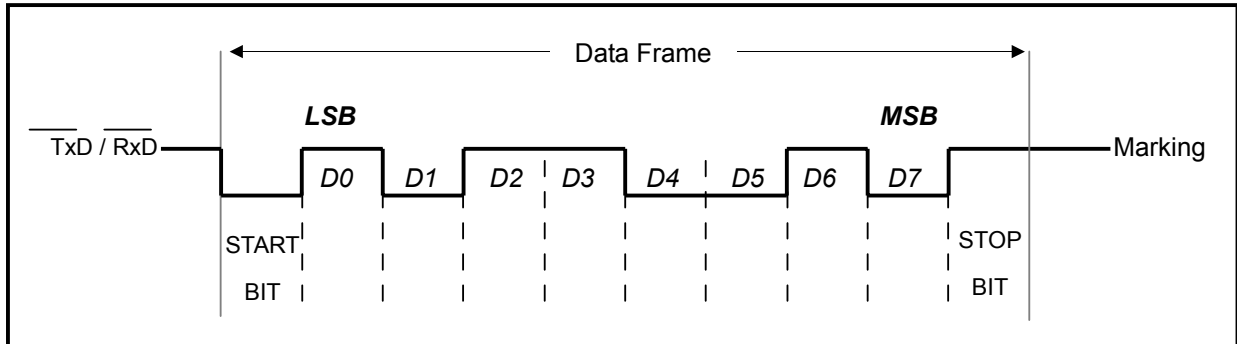 Data Frame
LSB MSB
TxD / RxD Marking
D0 D1 D2 D3 D4 D5 D6 D7
START STOP
BIT BIT